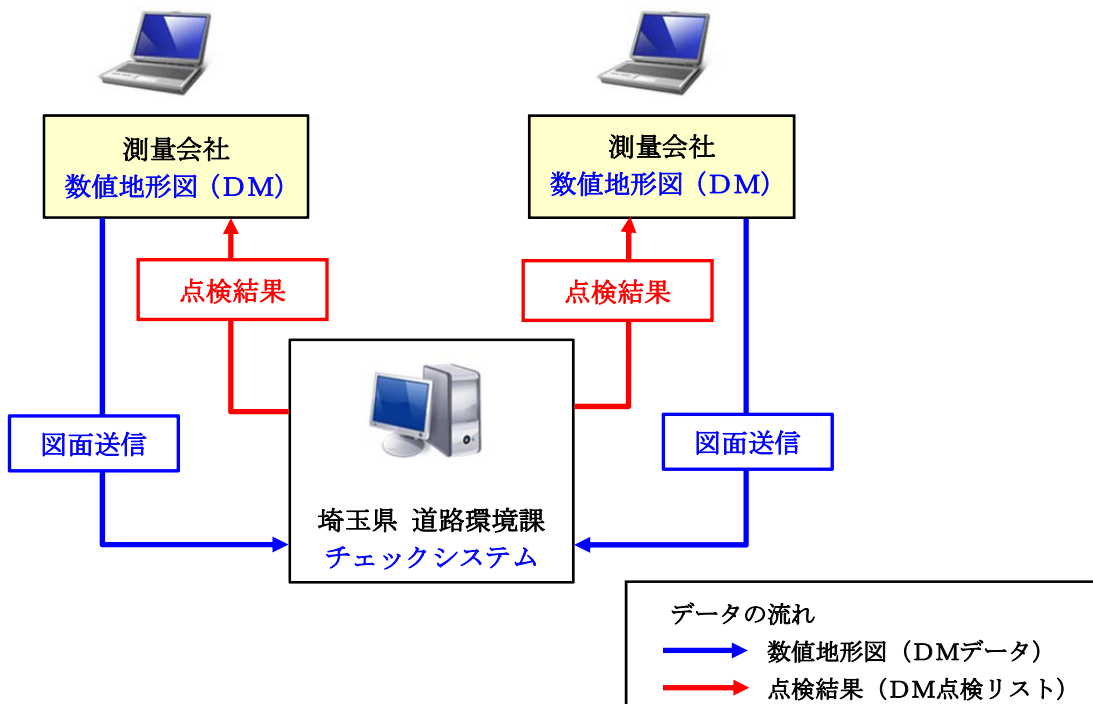 測量会社
数値地形図（ＤＭ）
測量会社
数値地形図（ＤＭ）
点検結果
点検結果
図面送信
図面送信
埼玉県 道路環境課
チェックシステム
データの流れ
数値地形図（ＤＭデータ）
点検結果（ＤＭ点検リスト）